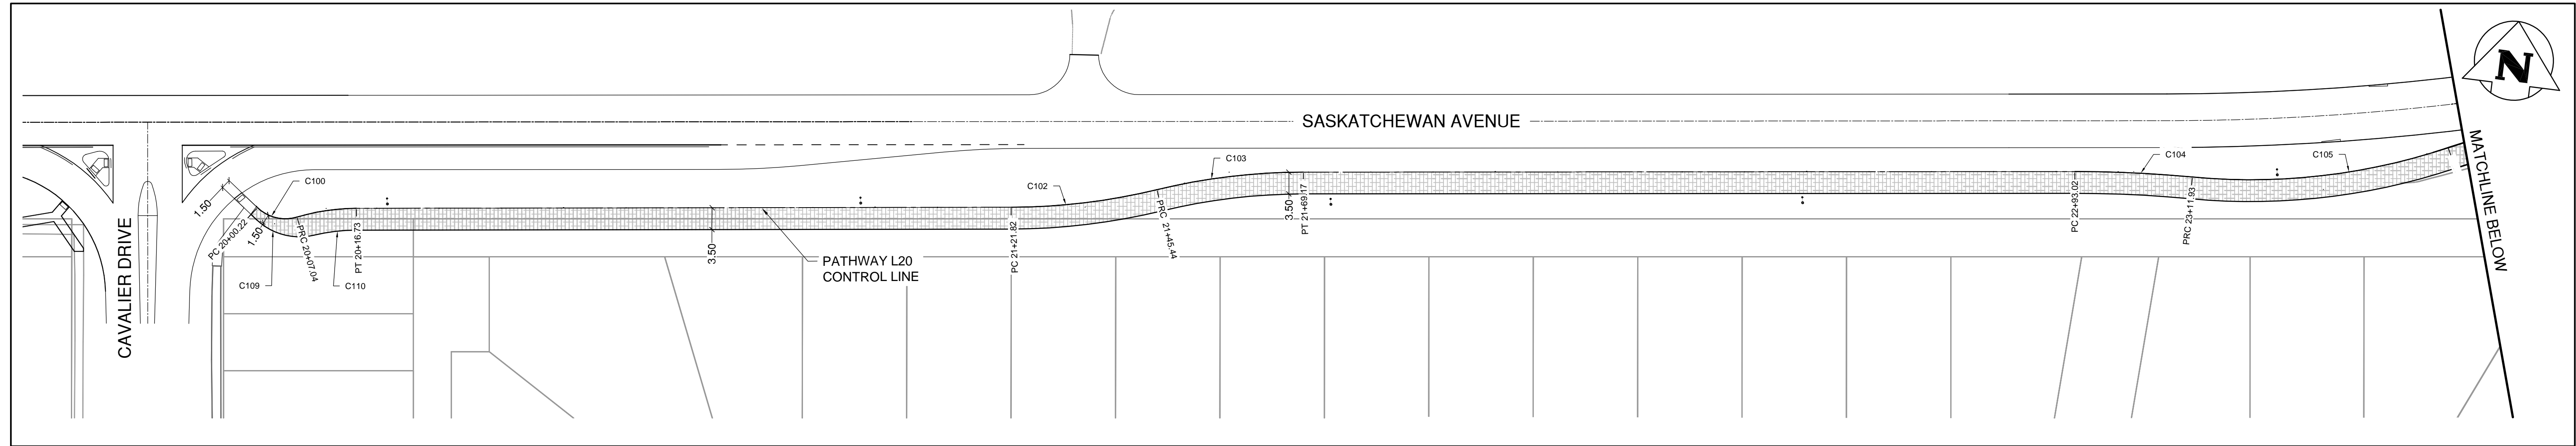 SASKATCHEWAN AVENUE
N
MATCHLINE BELOW
CAVALIER DRIVE
1.50
PC 20+00.22
1.50
C100
PRC 20+07.04
C109
PT 20+16.73
C110
3.50
PATHWAY L20
CONTROL LINE
PC 21+21.82
C102
PRC 21+45.44
C103
3.50
PT 21+69.17
PC 22+93.02
C104
PRC 23+11.93
C105